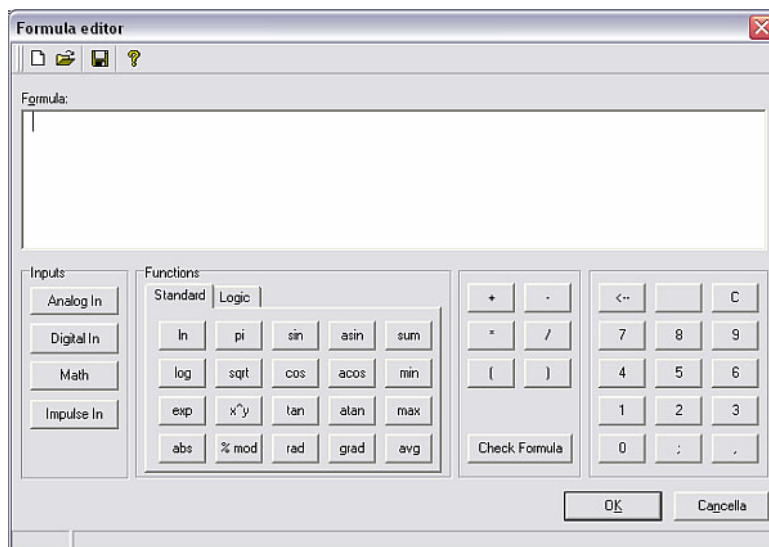 Formula editor
Formula:
Inputs
Analog In
Digital In
Math
Impulse In
Functions
Standard Logic
ln pi sin asin sum
log sqrt cos acos min
exp x^y tan atan max
abs % mod rad grad avg
+ -
* /
( )
Check Formula
<-- C
7 8 9
4 5 6
1 2 3
0 ; ,
OK Cancella